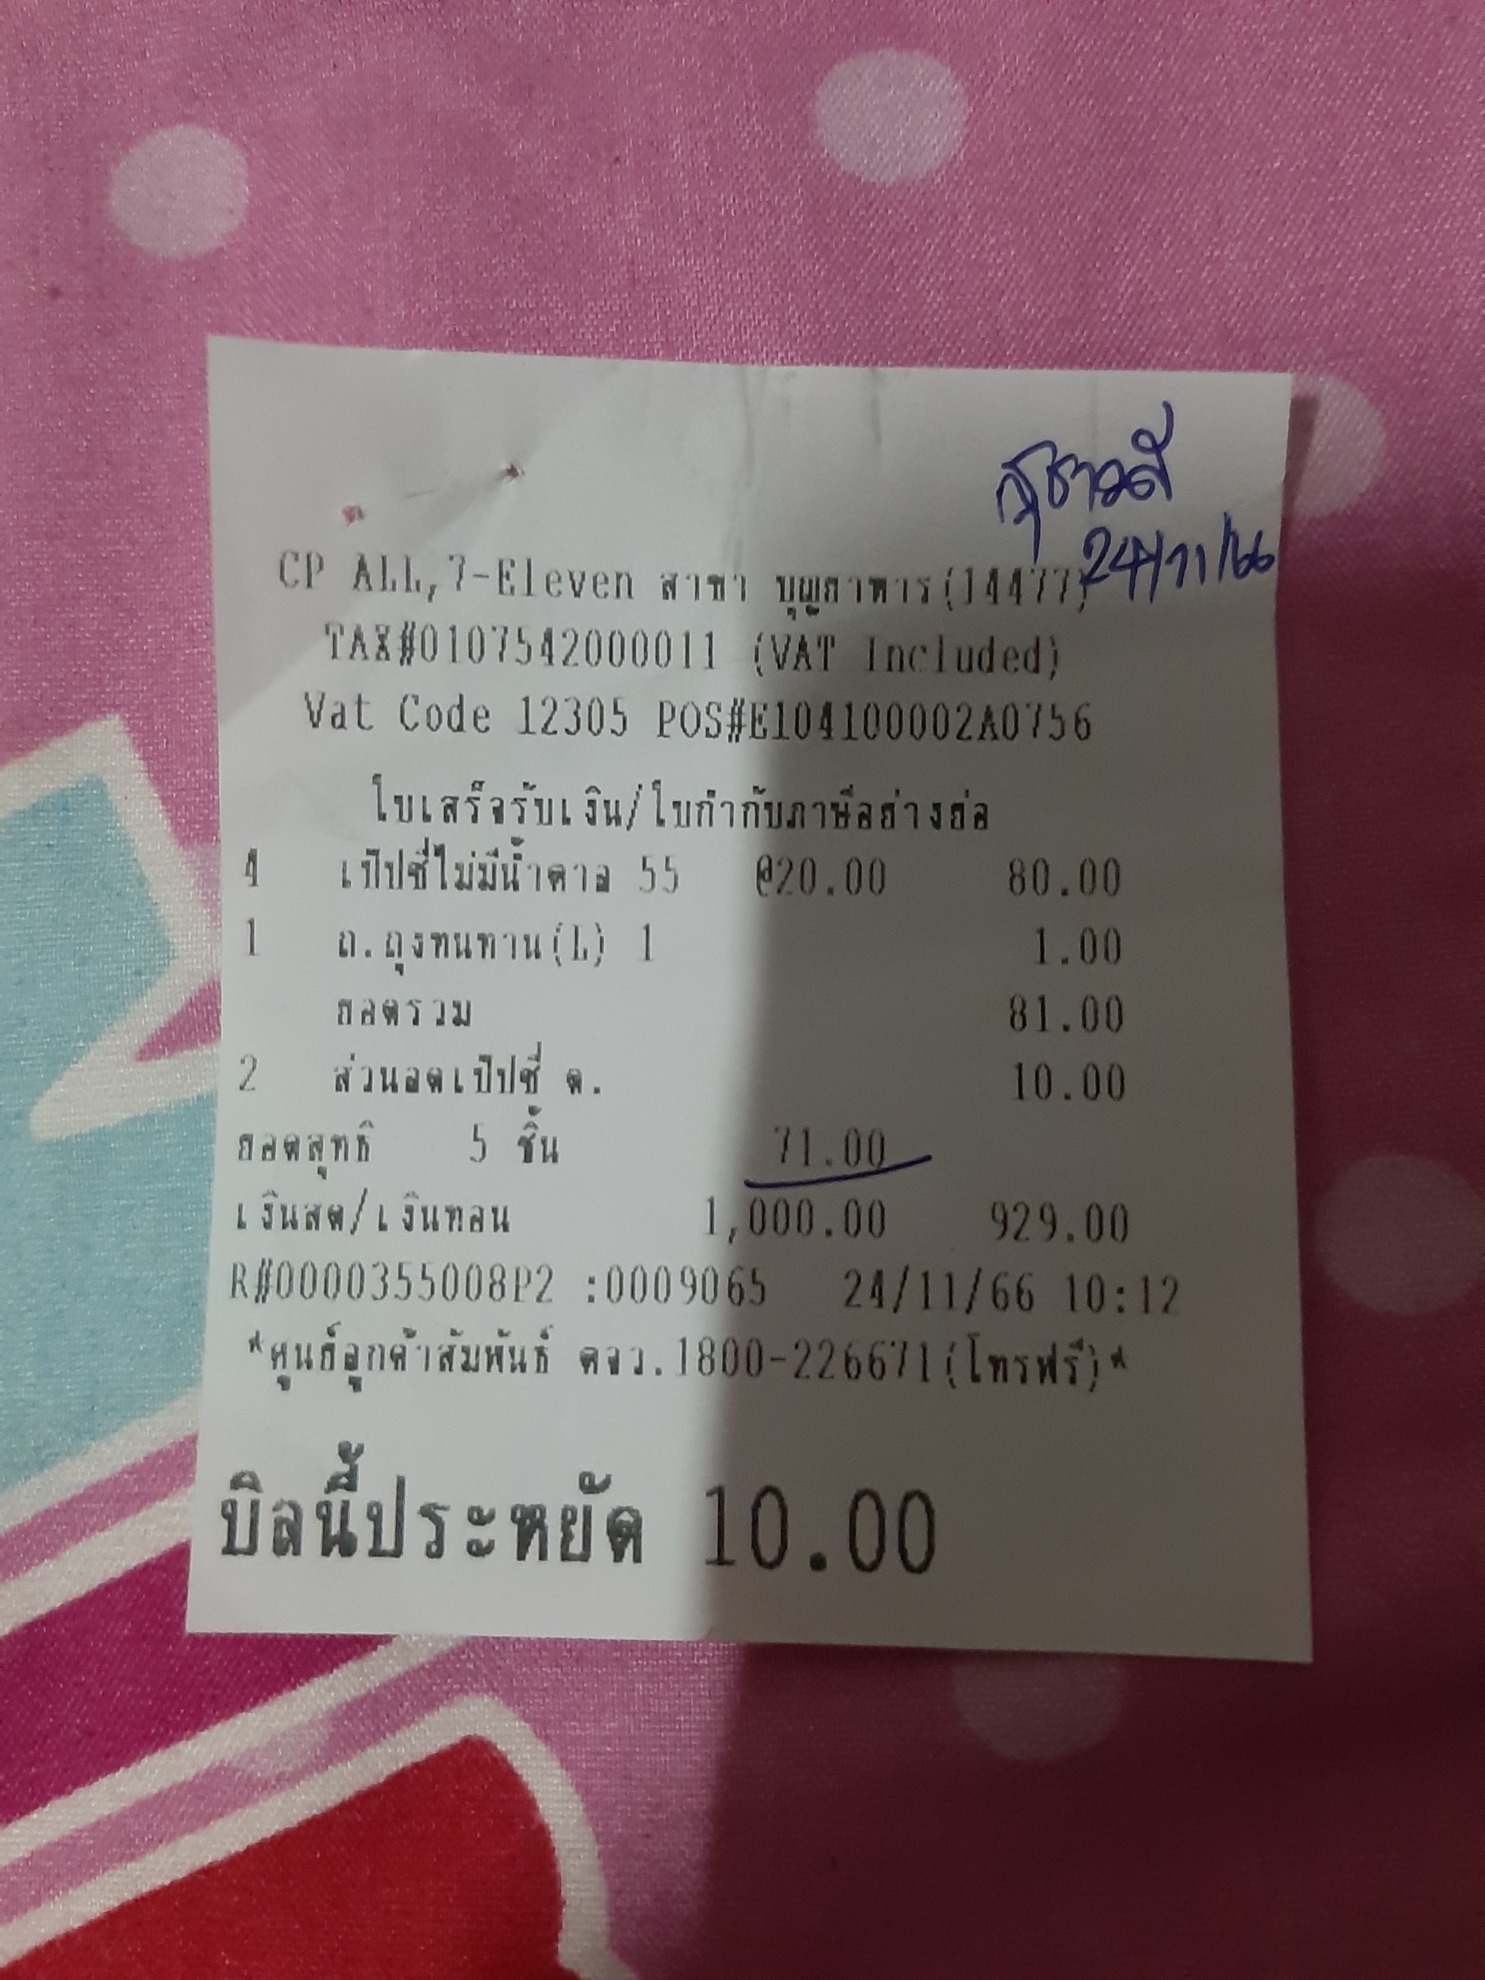 สุชาวดี
24/11/66
CP ALL,7-Eleven สาขา บุญถาหาร(14477)
TAX#0107542000011 (VAT Included)
Vat Code 12305 POS#E104100002A0756
ใบเสร็จรับเงิน/ใบกำกับภาษีอย่างย่อ
4 เป๊ปซี่ไม่มีน้ำตาล 55 @20.00 80.00
1 ถ.ถุงทนทาน(L) 1 1.00
ยอดรวม 81.00
2 ส่วนลดเป๊ปซี่ ต. 10.00
ยอดสุทธิ 5 ชิ้น 71.00
เงินสด/เงินทอน 1,000.00 929.00
R#0000355008P2 :0009065 24/11/66 10:12
*ศูนย์ลูกค้าสัมพันธ์ ตจว.1800-226671(โทรฟรี)*
บิลนี้ประหยัด 10.00